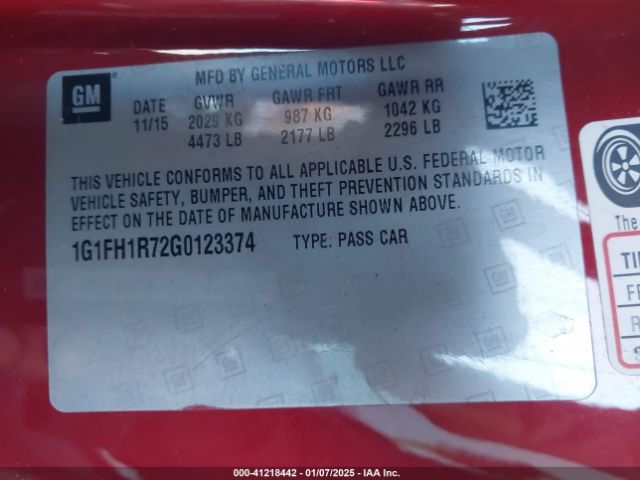 GM
MFD BY GENERAL MOTORS LLC
DATE GVWR GAWR FRT GAWR RR
11/15 2029 KG 987 KG 1042 KG
4473 LB 2177 LB 2296 LB
THIS VEHICLE CONFORMS TO ALL APPLICABLE U.S. FEDERAL MOTOR
VEHICLE SAFETY, BUMPER, AND THEFT PREVENTION STANDARDS IN
EFFECT ON THE DATE OF MANUFACTURE SHOWN ABOVE.
1G1FH1R72G0123374 TYPE: PASS CAR
The
000-41218442 - 01/07/2025 - IAA Inc.